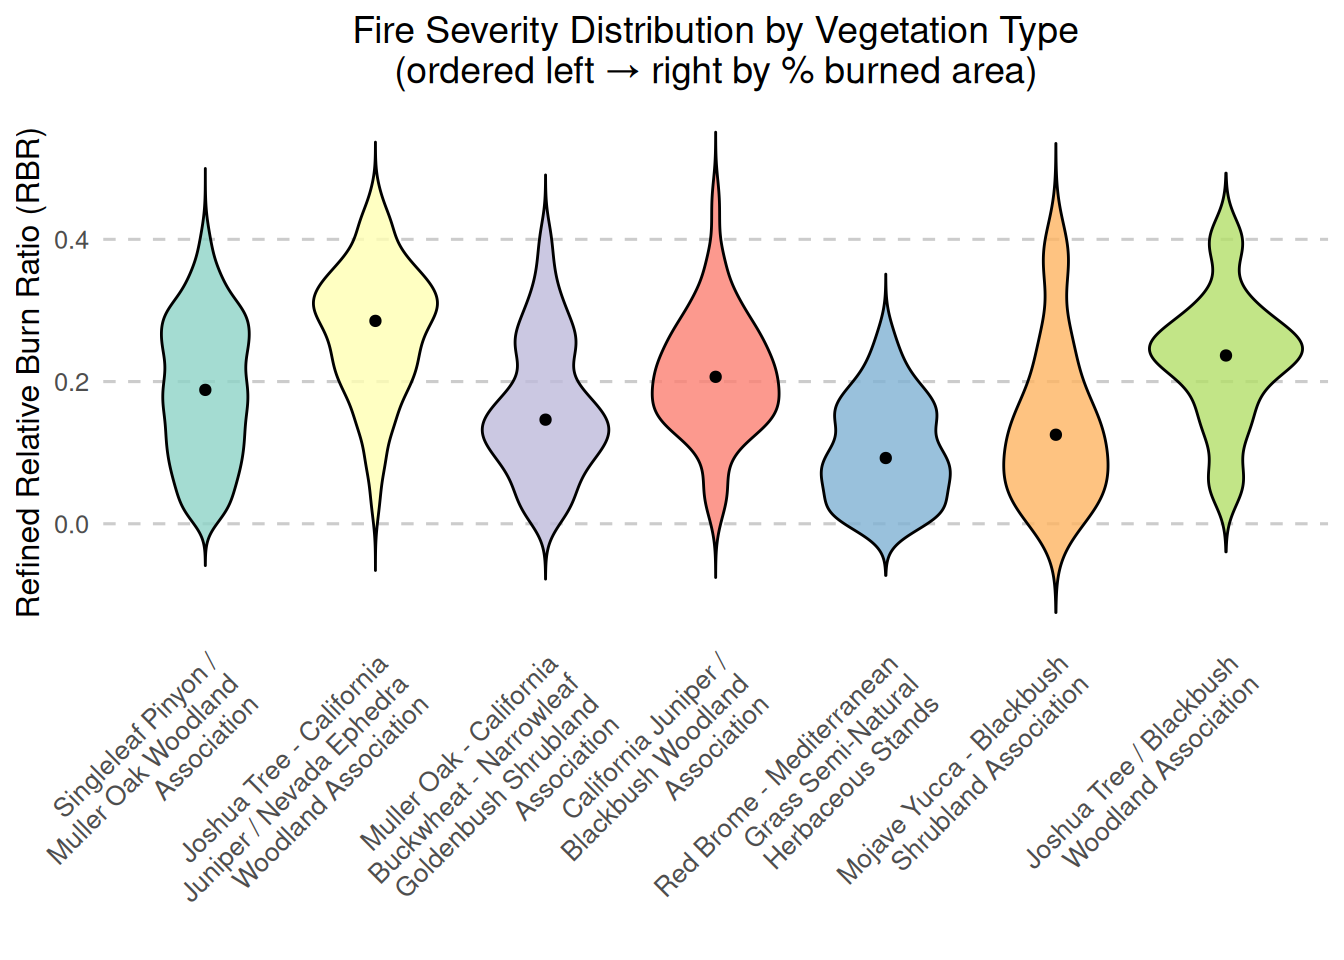 Fire Severity Distribution by Vegetation Type
(ordered left → right by % burned area)
Refined Relative Burn Ratio (RBR)
0.4
0.2
0.0
Singleleaf Pinyon /
Muller Oak Woodland
Association
Joshua Tree - California
Juniper / Nevada Ephedra
Woodland Association
Muller Oak - California
Buckwheat - Narrowleaf
Goldenbush Shrubland
Association
California Juniper /
Blackbush Woodland
Association
Red Brome - Mediterranean
Grass Semi-Natural
Herbaceous Stands
Mojave Yucca - Blackbush
Shrubland Association
Joshua Tree / Blackbush
Woodland Association